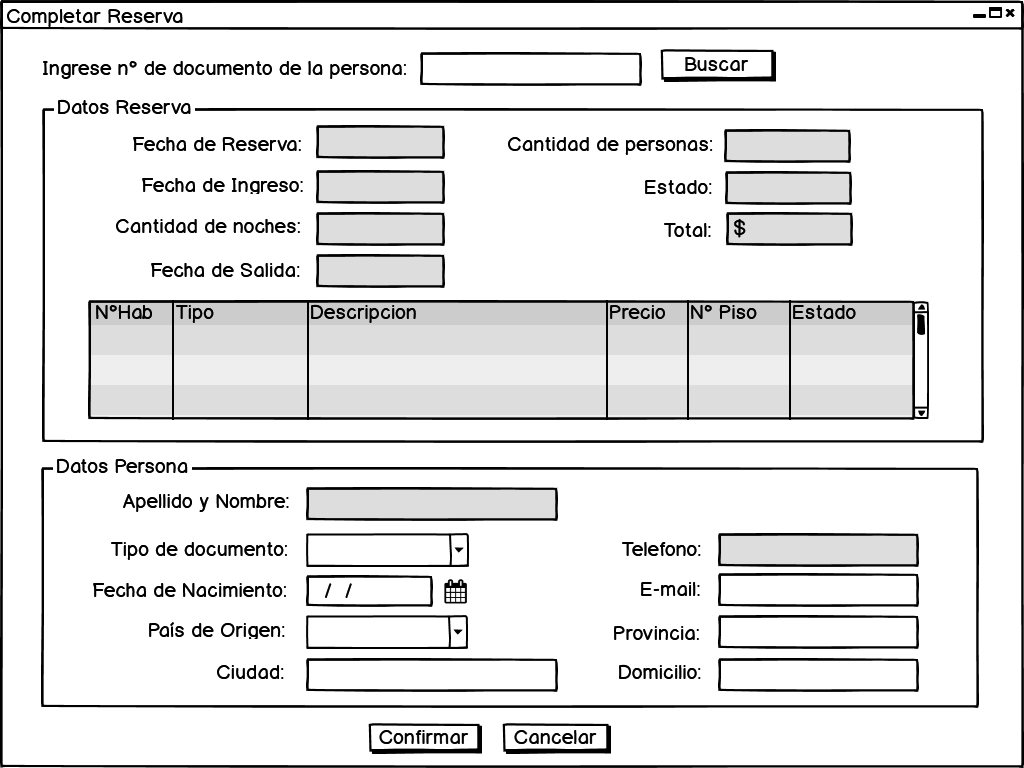 Completar Reserva
Ingrese n° de documento de la persona:
Buscar
Datos Reserva
Fecha de Reserva:
Cantidad de personas:
Fecha de Ingreso:
Estado:
Cantidad de noches:
Total: $
Fecha de Salida:
N°Hab Tipo Descripcion Precio N° Piso Estado
Datos Persona
Apellido y Nombre:
Tipo de documento:
Telefono:
Fecha de Nacimiento: / /
E-mail:
País de Origen:
Provincia:
Ciudad:
Domicilio:
Confirmar
Cancelar